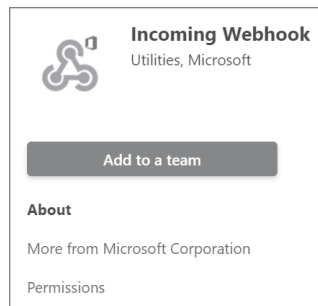 Incoming Webhook
Utilities, Microsoft
Add to a team
About
More from Microsoft Corporation
Permissions